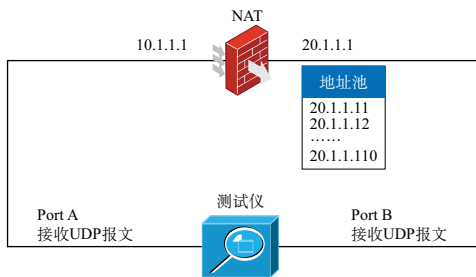 NAT
10.1.1.1
20.1.1.1
地址池
20.1.1.11
20.1.1.12
……
20.1.1.110
测试仪
Port A
接收UDP报文
Port B
接收UDP报文